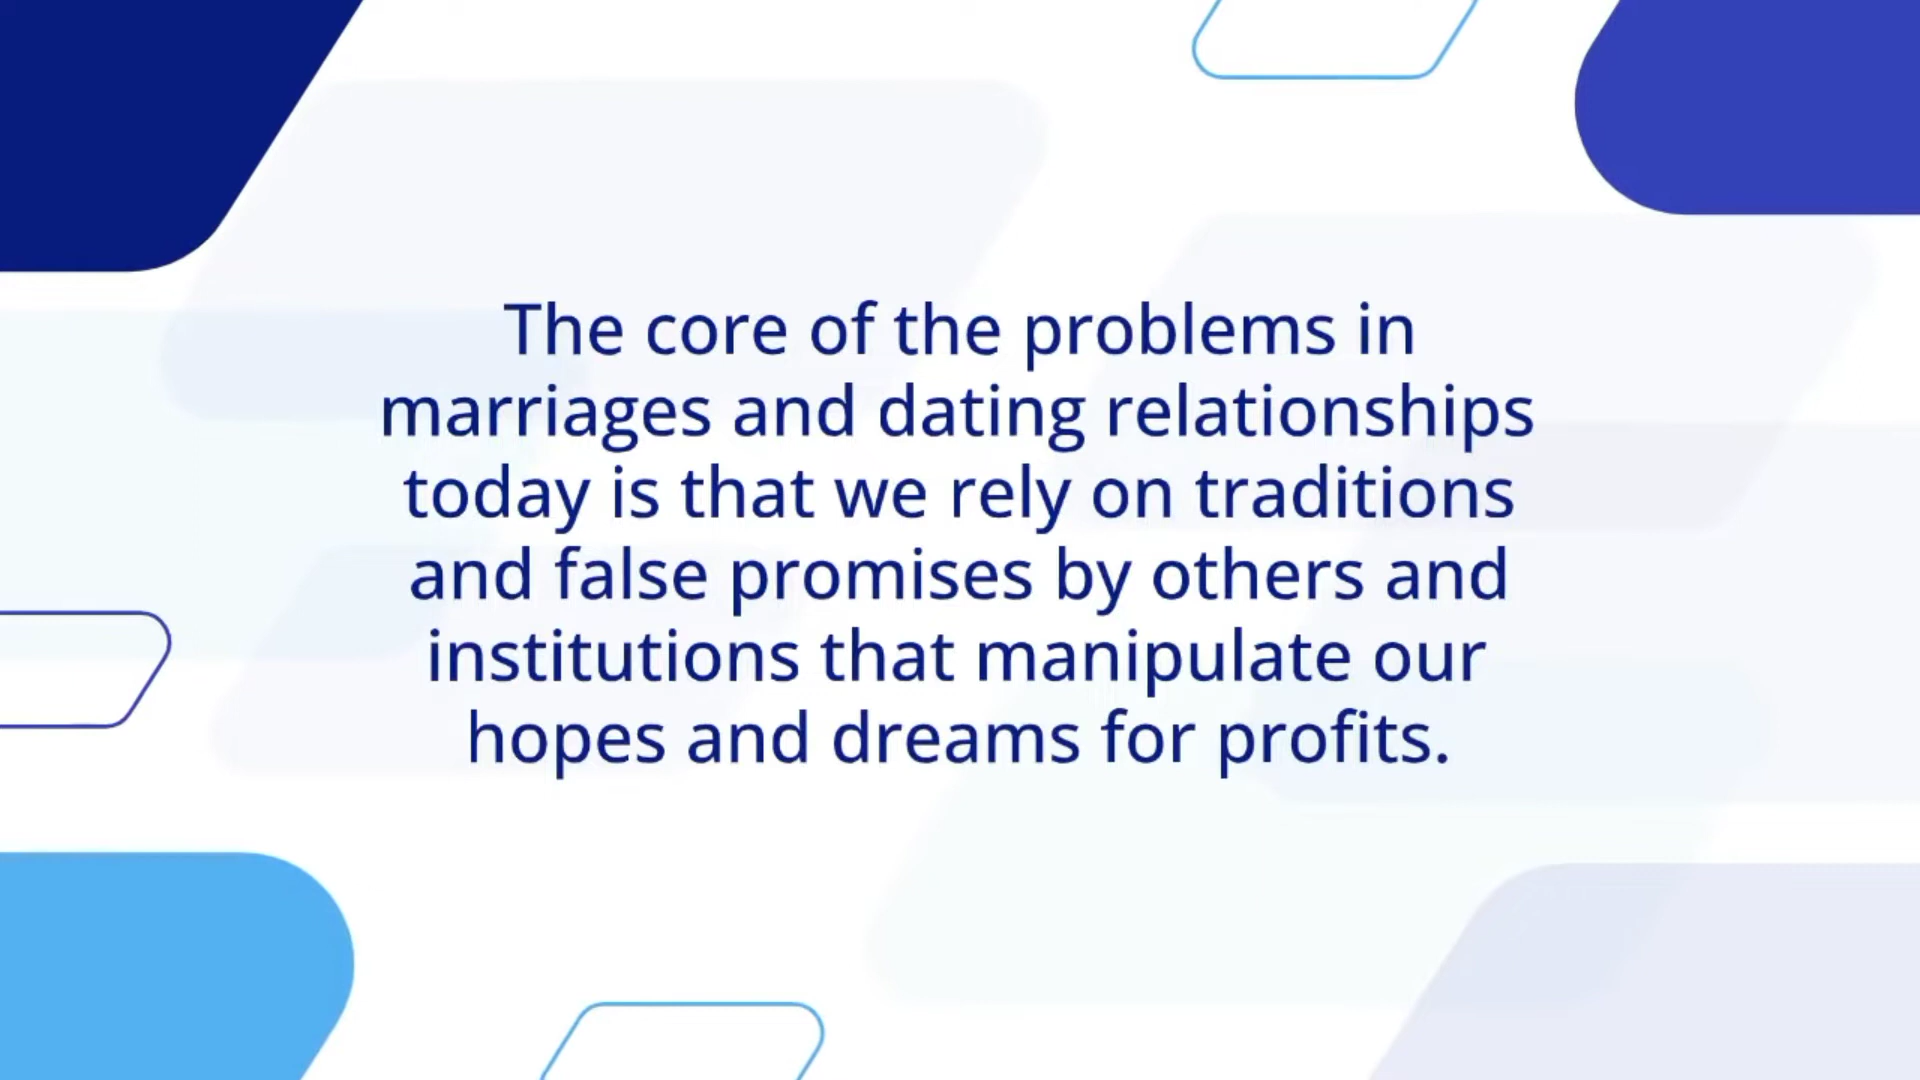 The core of the problems in
marriages and dating relationships
today is that we rely on traditions
and false promises by others and
institutions that manipulate our
hopes and dreams for profits.